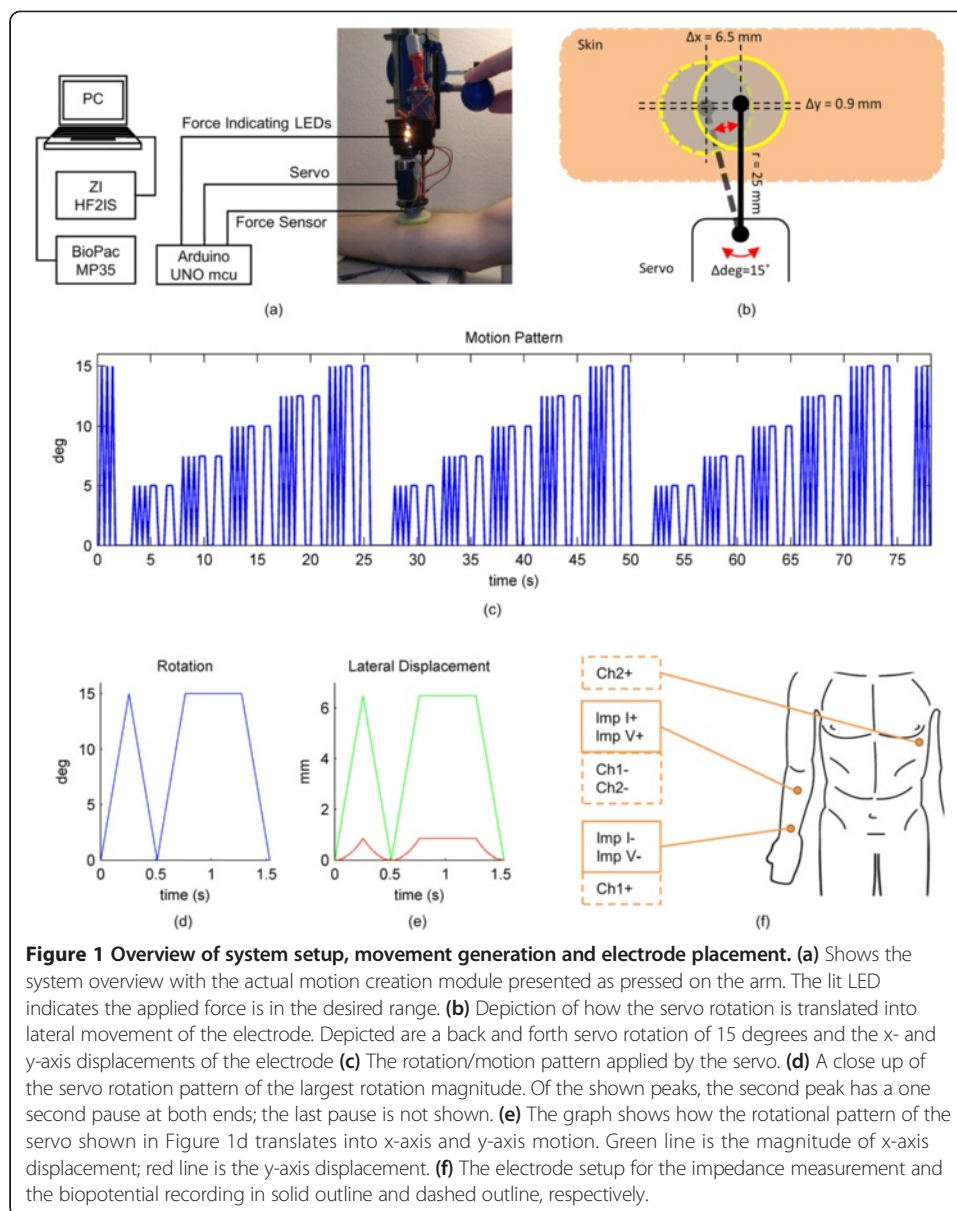 PC
ZI
HF2IS
BioPac
MP35
Force Indicating LEDs
Servo
Force Sensor
Arduino
UNO mcu
(a)
Skin
Δx = 6.5 mm
Δy = 0.9 mm
r = 25 mm
Servo
Δdeg=15˚
(b)
Motion Pattern
15
10
5
0
deg
0 5 10 15 20 25 30 35 40 45 50 55 60 65 70 75
time (s)
(c)
Rotation
15
10
5
0
deg
0 0.5 1 1.5
time (s)
(d)
Lateral Displacement
6
4
2
0
mm
0 0.5 1 1.5
time (s)
(e)
Ch2+
Imp I+
Imp V+
Ch1-
Ch2-
Imp I-
Imp V-
Ch1+
(f)
Figure 1 Overview of system setup, movement generation and electrode placement. (a) Shows the
system overview with the actual motion creation module presented as pressed on the arm. The lit LED
indicates the applied force is in the desired range. (b) Depiction of how the servo rotation is translated into
lateral movement of the electrode. Depicted are a back and forth servo rotation of 15 degrees and the x- and
y-axis displacements of the electrode (c) The rotation/motion pattern applied by the servo. (d) A close up of
the servo rotation pattern of the largest rotation magnitude. Of the shown peaks, the second peak has a one
second pause at both ends; the last pause is not shown. (e) The graph shows how the rotational pattern of the
servo shown in Figure 1d translates into x-axis and y-axis motion. Green line is the magnitude of x-axis
displacement; red line is the y-axis displacement. (f) The electrode setup for the impedance measurement and
the biopotential recording in solid outline and dashed outline, respectively.